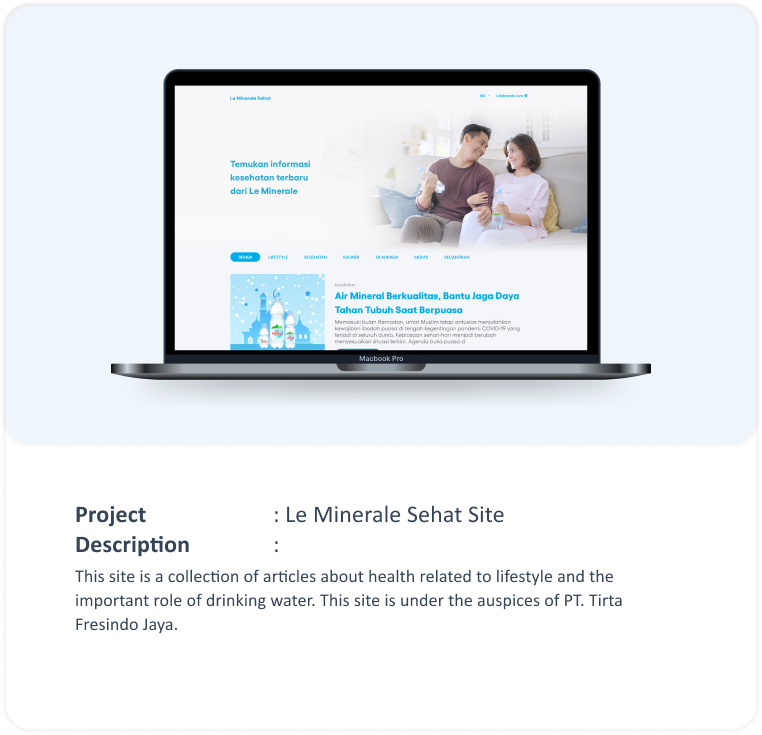 Le Minerale Sehat
Temukan informasi
kesehatan terbaru
dari Le Minerale
SEMUA LIFESTYLE KESEHATAN KULINER OLAHRAGA MOM'S KECANTIKAN
Kesehatan
Air Mineral Berkualitas, Bantu Jaga Daya
Tahan Tubuh Saat Berpuasa
Memasuki bulan Ramadan, umat Muslim tetap antusias menjalankan
kewajiban ibadah puasa di tengah kegentingan pandemi COVID-19 yang
terjadi di seluruh dunia. Kebiasaan sehari-hari menjadi berubah
menyesuaikan situasi terkini. Agenda buka puasa d
Macbook Pro
Project : Le Minerale Sehat Site
Description :
This site is a collection of articles about health related to lifestyle and the
important role of drinking water. This site is under the auspices of PT. Tirta
Fresindo Jaya.